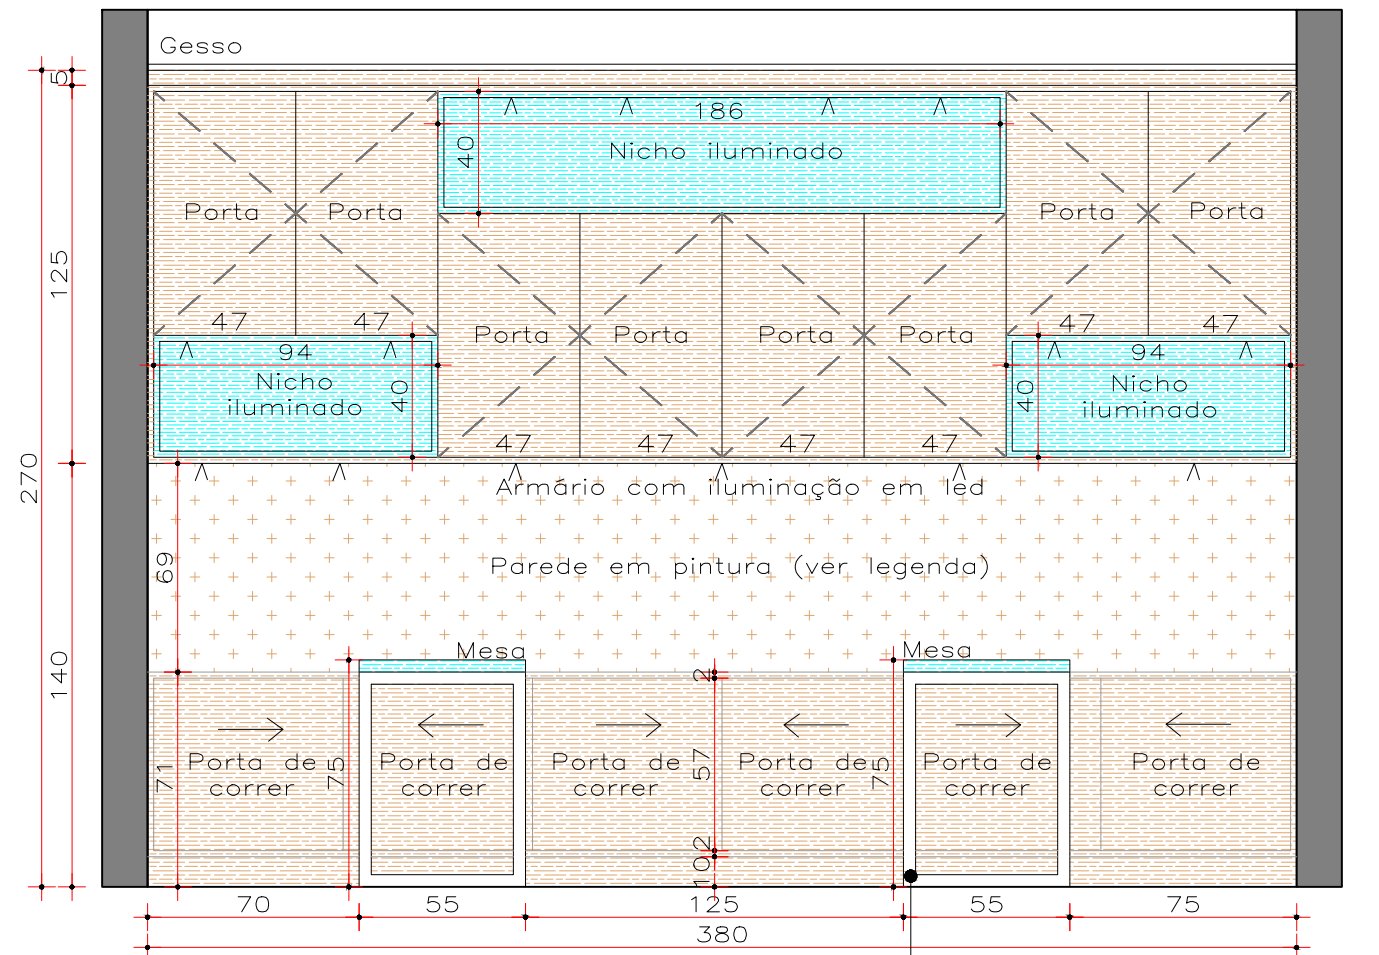 Gesso
5
186
40
Nicho iluminado
Porta
Porta
Porta
Porta
125
47
47
47
47
Porta
Porta
Porta
Porta
94
94
40
Nicho
iluminado
40
Nicho
iluminado
47
47
47
47
270
Armário com iluminação em led
69
Parede em pintura (ver legenda)
140
Mesa
Mesa
2
71
75
57
75
Porta de
correr
Porta de
correr
Porta de
correr
Porta de
correr
Porta de
correr
Porta de
correr
2
10
70
55
125
55
75
380